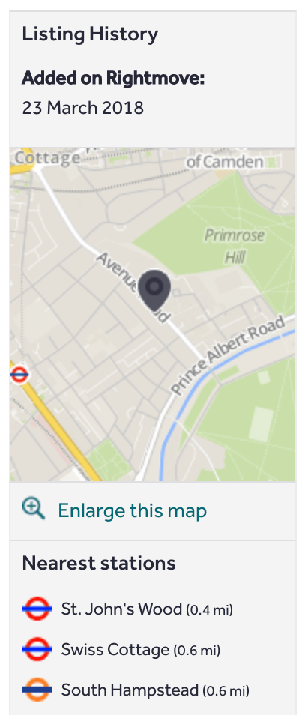 Listing History
Added on Rightmove:
23 March 2018
Cottage
of Camden
Primrose
Hill
Avenue Road
Prince Albert Road
Enlarge this map
Nearest stations
St. John's Wood (0.4 mi)
Swiss Cottage (0.6 mi)
South Hampstead (0.6 mi)